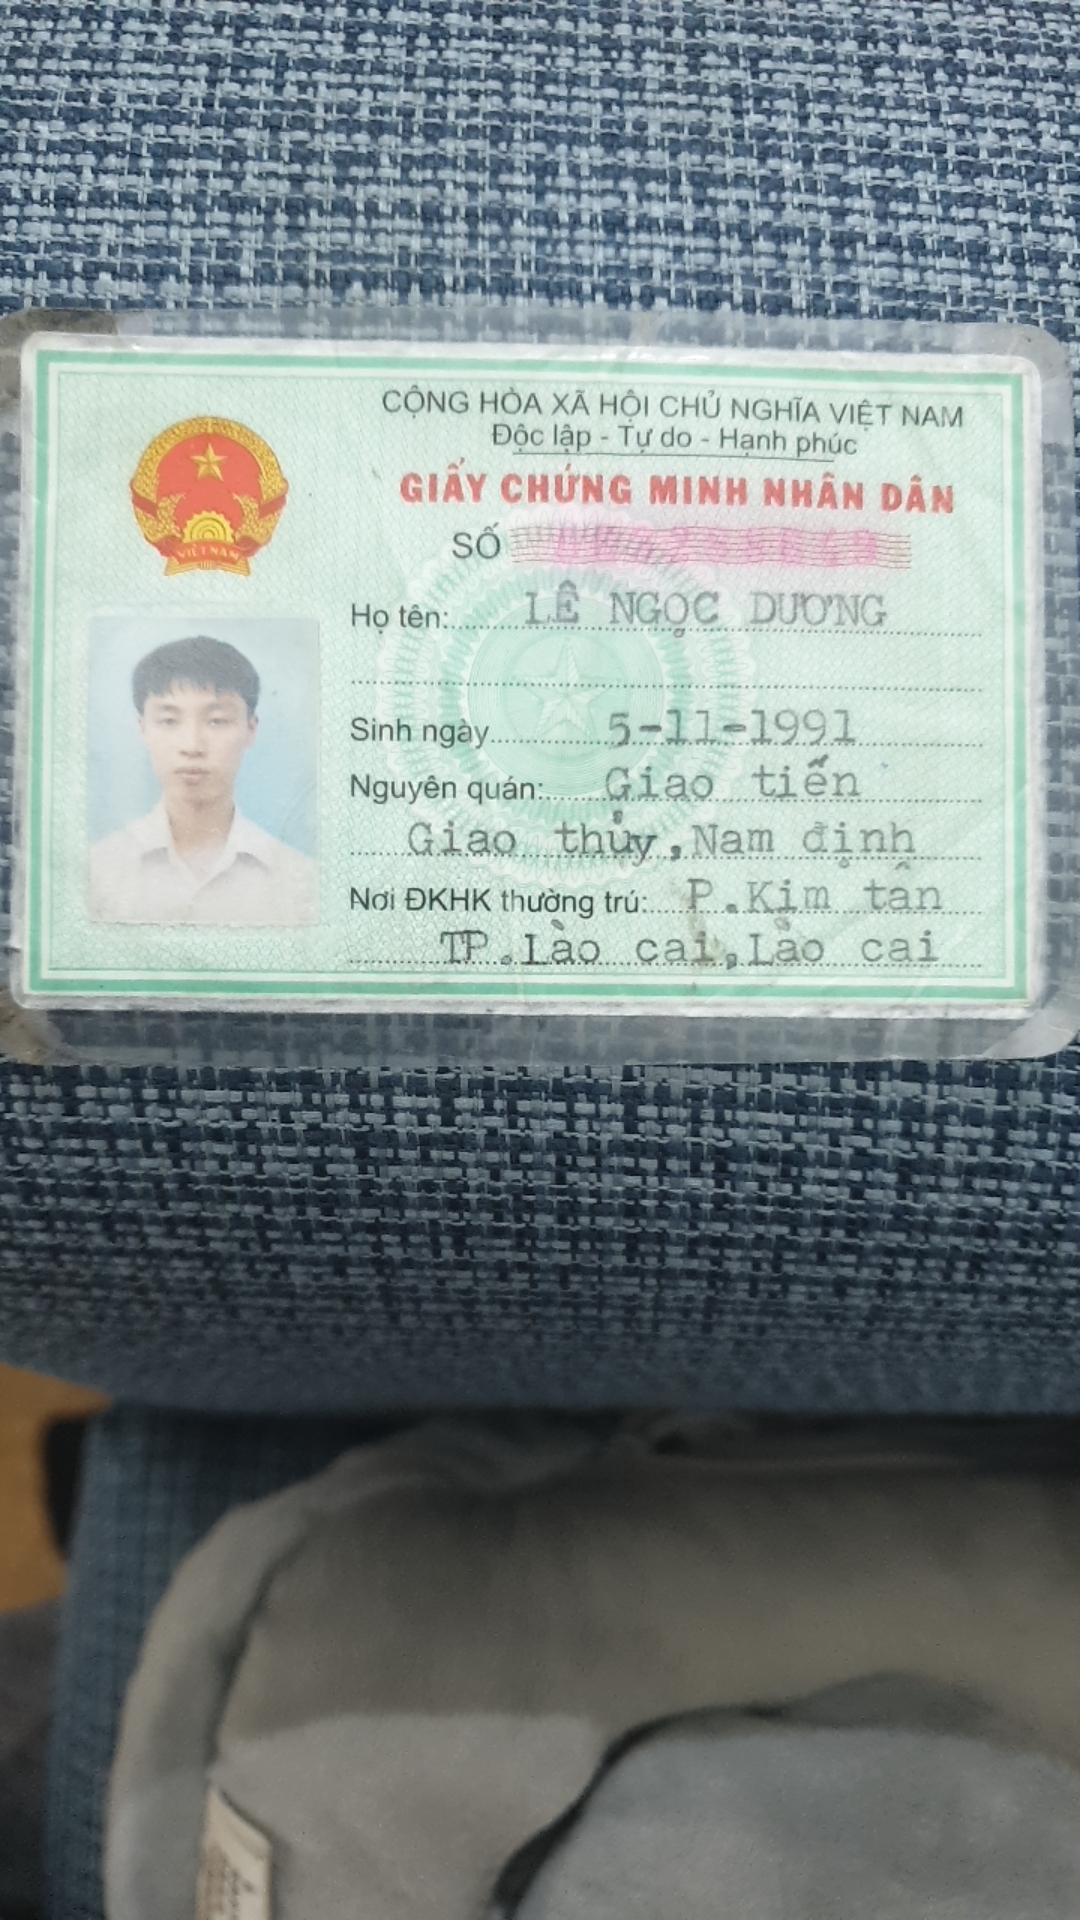 CỘNG HÒA XÃ HỘI CHỦ NGHĨA VIỆT NAM
Độc lập - Tự do - Hạnh phúc
GIẤY CHỨNG MINH NHÂN DÂN
SỐ
VIỆT NAM
Họ tên: LÊ NGỌC DƯƠNG
Sinh ngày 5-11-1991
Nguyên quán: Giao tiến
Giao thủy, Nam định
Nơi ĐKHK thường trú: P.Kim tân
TP.Lào cai, Lào cai